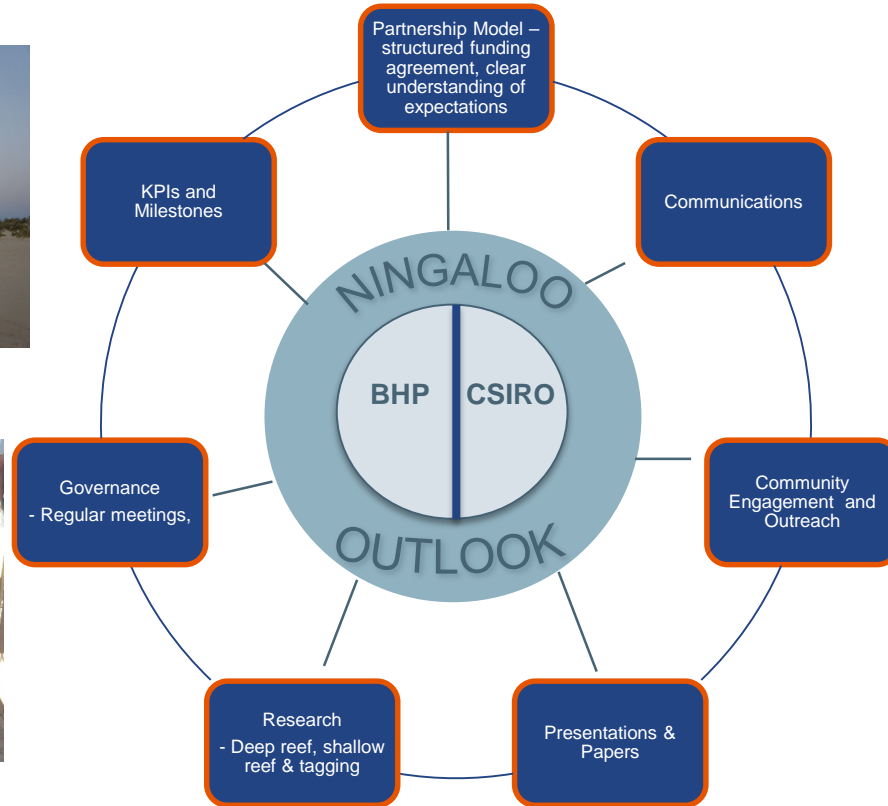 Partnership Model –
structured funding
agreement, clear
understanding of
expectations
KPIs and
Milestones
Communications
NINGALOO
BHP
CSIRO
OUTLOOK
Governance
- Regular meetings,
Community
Engagement and
Outreach
Research
- Deep reef, shallow
reef & tagging
Presentations &
Papers